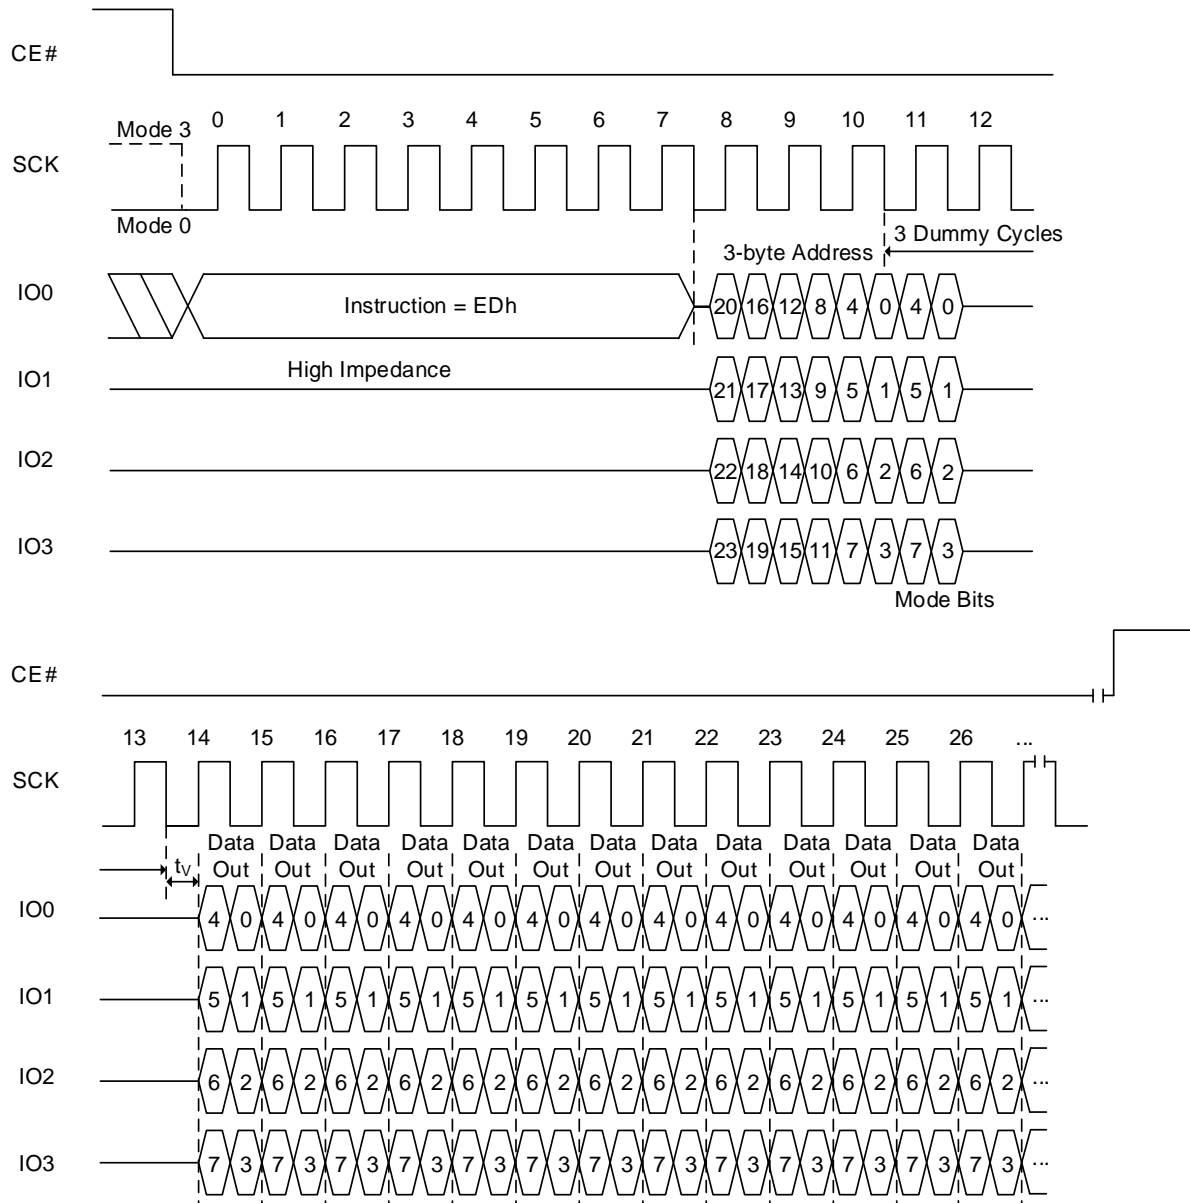 CE#
0 1 2 3 4 5 6 7 8 9 10 11 12
Mode 3
SCK
Mode 0
3 Dummy Cycles
3-byte Address
IO0
Instruction = EDh
20 16 12 8 4 0 4 0
High Impedance
IO1
21 17 13 9 5 1 5 1
IO2
22 18 14 10 6 2 6 2
IO3
23 19 15 11 7 3 7 3
Mode Bits
CE#
13 14 15 16 17 18 19 20 21 22 23 24 25 26 ...
SCK
tV
Data Data Data Data Data Data Data Data Data Data Data Data Data
Out Out Out Out Out Out Out Out Out Out Out Out Out
IO0
4 0 4 0 4 0 4 0 4 0 4 0 4 0 4 0 4 0 4 0 4 0 4 0 4 0 ...
IO1
5 1 5 1 5 1 5 1 5 1 5 1 5 1 5 1 5 1 5 1 5 1 5 1 5 1 ...
IO2
6 2 6 2 6 2 6 2 6 2 6 2 6 2 6 2 6 2 6 2 6 2 6 2 6 2 ...
IO3
7 3 7 3 7 3 7 3 7 3 7 3 7 3 7 3 7 3 7 3 7 3 7 3 7 3 ...